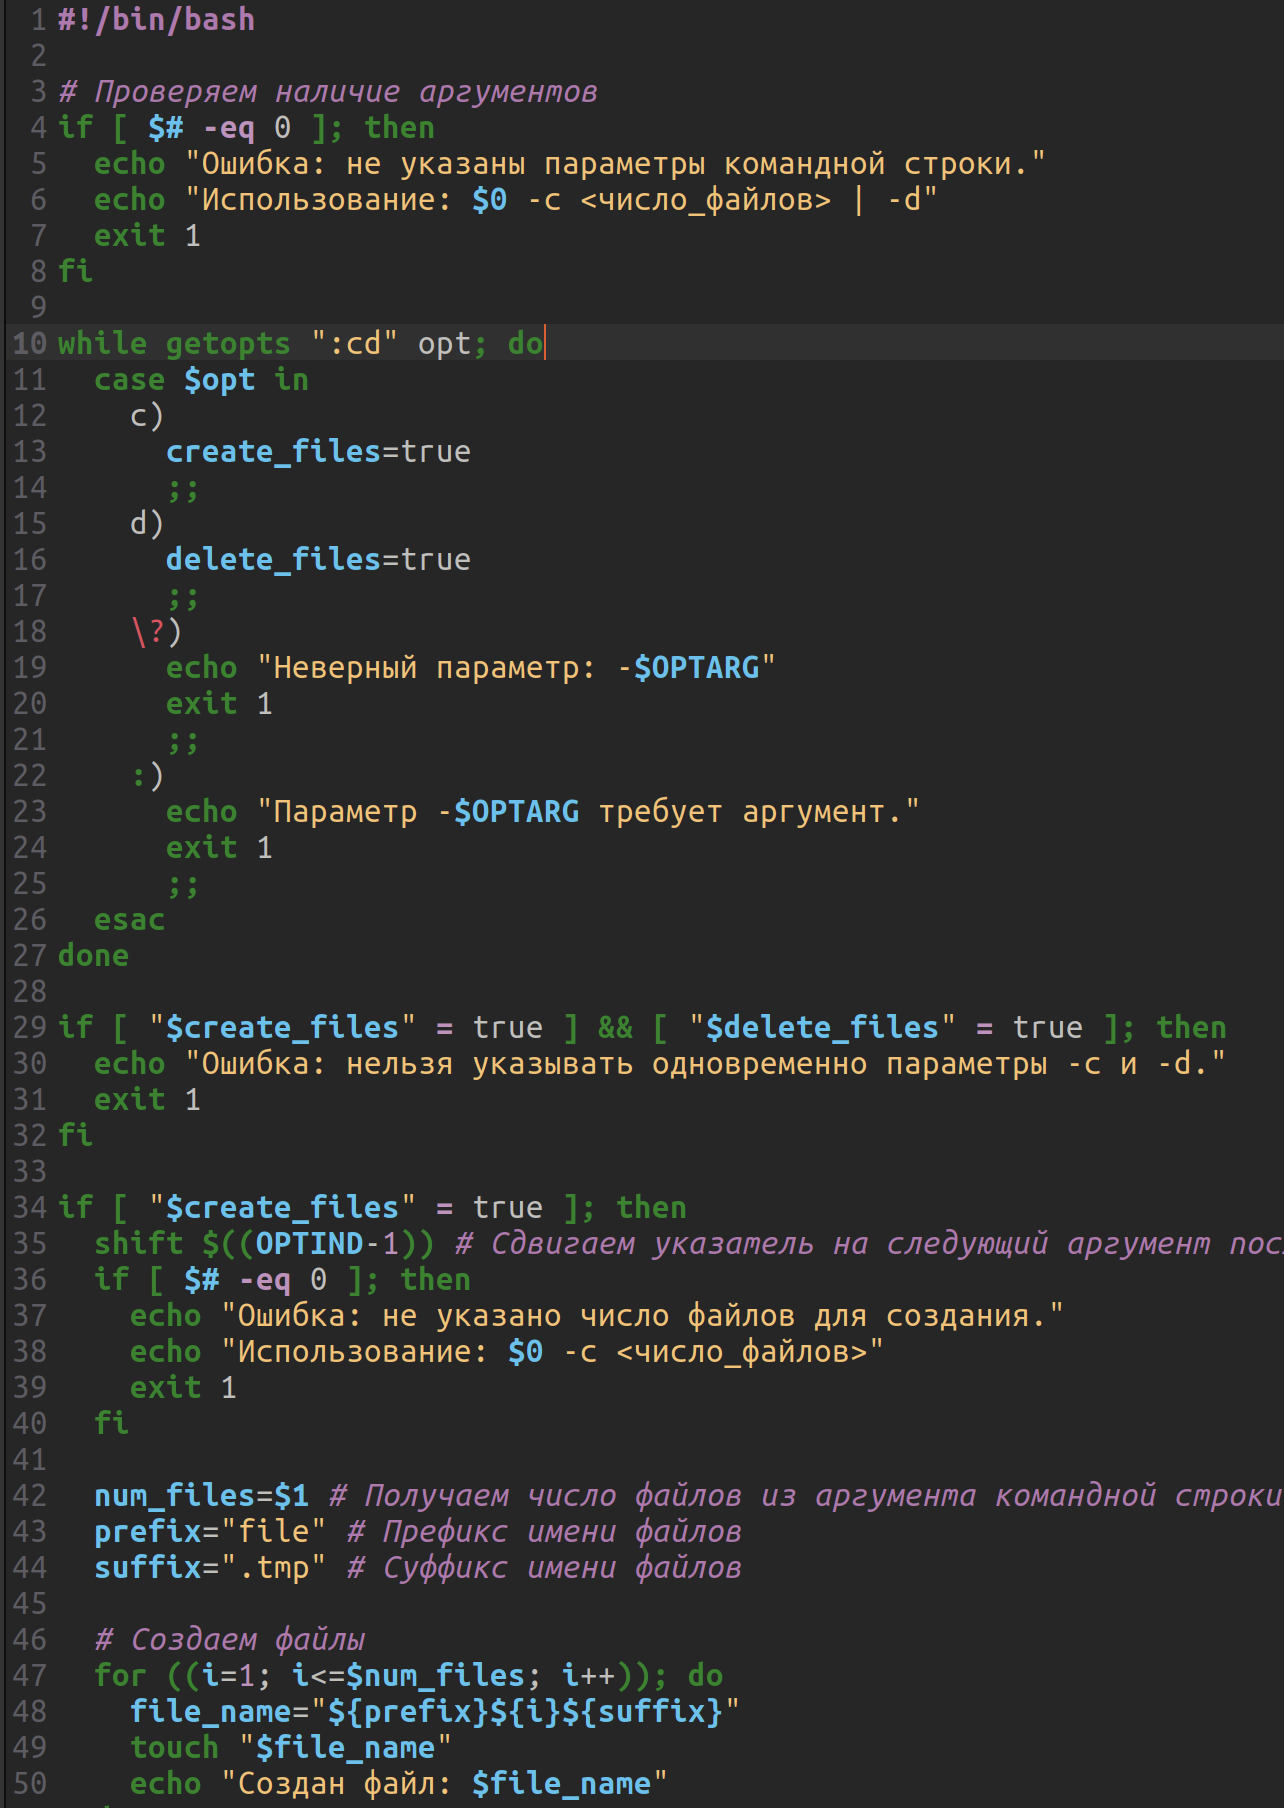 1 #!/bin/bash
2
3 # Проверяем наличие аргументов
4 if [ $# -eq 0 ]; then
5   echo "Ошибка: не указаны параметры командной строки."
6   echo "Использование: $0 -c <число_файлов> | -d"
7   exit 1
8 fi
9
10 while getopts ":cd" opt; do
11   case $opt in
12     c)
13       create_files=true
14       ;;
15     d)
16       delete_files=true
17       ;;
18     \?)
19       echo "Неверный параметр: -$OPTARG"
20       exit 1
21       ;;
22     :)
23       echo "Параметр -$OPTARG требует аргумент."
24       exit 1
25       ;;
26   esac
27 done
28
29 if [ "$create_files" = true ] && [ "$delete_files" = true ]; then
30   echo "Ошибка: нельзя указывать одновременно параметры -c и -d."
31   exit 1
32 fi
33
34 if [ "$create_files" = true ]; then
35   shift $((OPTIND-1)) # Сдвигаем указатель на следующий аргумент
36   if [ $# -eq 0 ]; then
37     echo "Ошибка: не указано число файлов для создания."
38     echo "Использование: $0 -c <число_файлов>"
39     exit 1
40   fi
41
42   num_files=$1 # Получаем число файлов из аргумента командной строки
43   prefix="file" # Префикс имени файлов
44   suffix=".tmp" # Суффикс имени файлов
45
46   # Создаем файлы
47   for ((i=1; i<=$num_files; i++)); do
48     file_name="${prefix}${i}${suffix}"
49     touch "$file_name"
50     echo "Создан файл: $file_name"